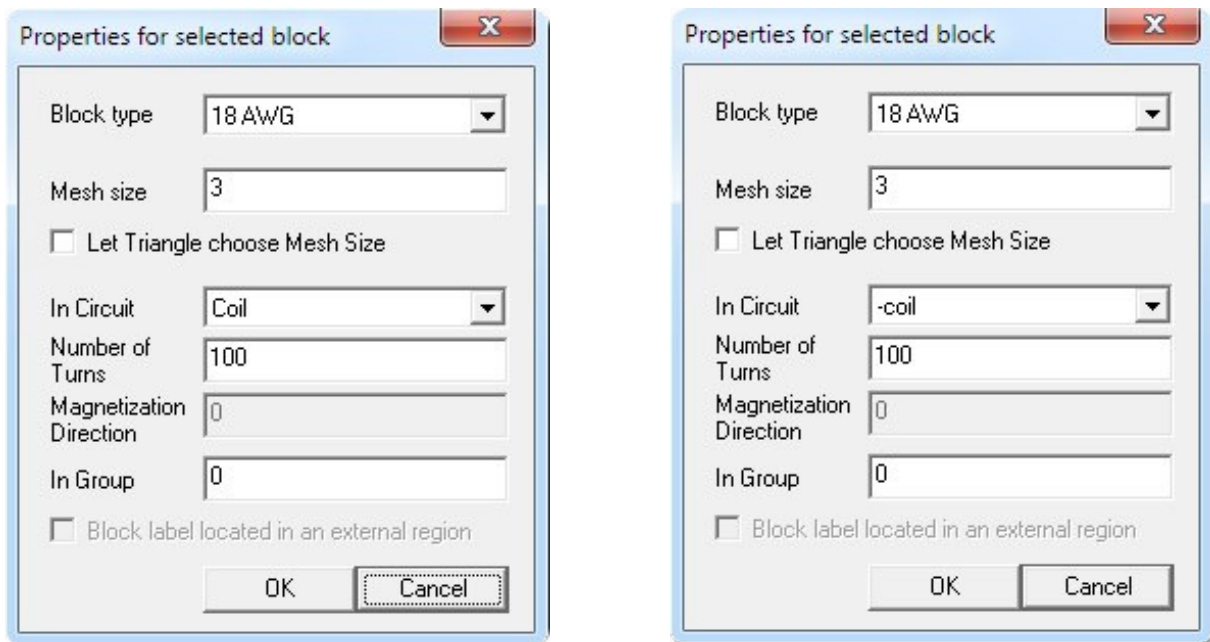 Properties for selected block
X
Block type
18 AWG
Mesh size
3
Let Triangle choose Mesh Size
In Circuit
Coil
Number of
Turns
100
Magnetization
Direction
0
In Group
0
Block label located in an external region
OK
Cancel
Properties for selected block
X
Block type
18 AWG
Mesh size
3
Let Triangle choose Mesh Size
In Circuit
-coil
Number of
Turns
100
Magnetization
Direction
0
In Group
0
Block label located in an external region
OK
Cancel